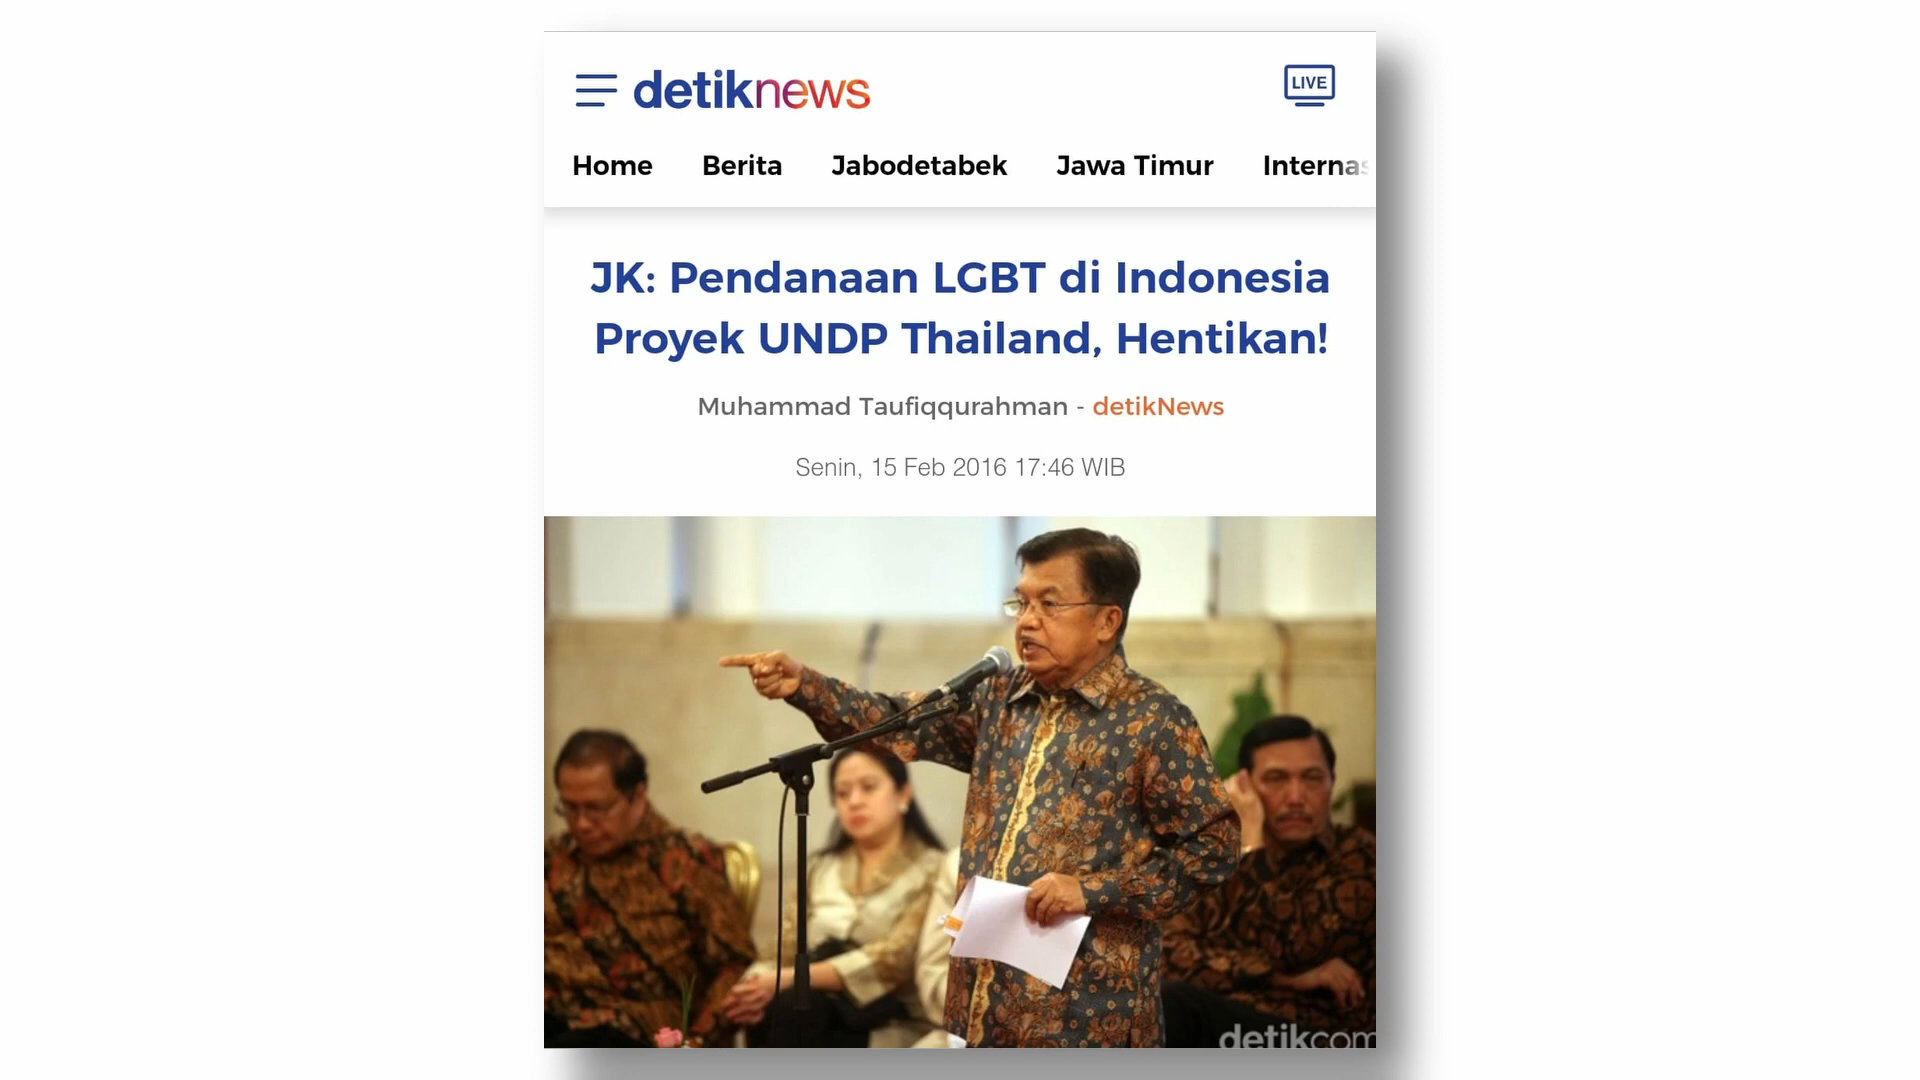 detiknews
LIVE
Home Berita Jabodetabek Jawa Timur Internas
JK: Pendanaan LGBT di Indonesia
Proyek UNDP Thailand, Hentikan!
Muhammad Taufiqqurahman - detikNews
Senin, 15 Feb 2016 17:46 WIB
detikcom